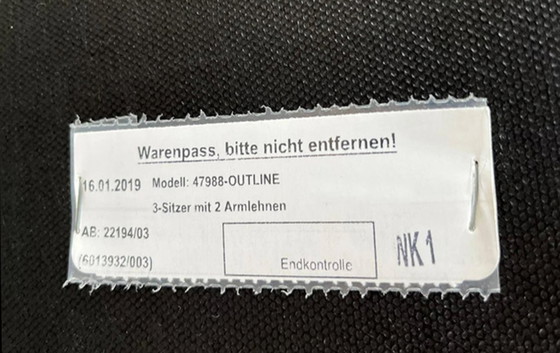 Warenpass, bitte nicht entfernen!
16.01.2019 Modell: 47988-OUTLINE
3-Sitzer mit 2 Armlehnen
AB: 22194/03
(6013932/003)
Endkontrolle
NK1